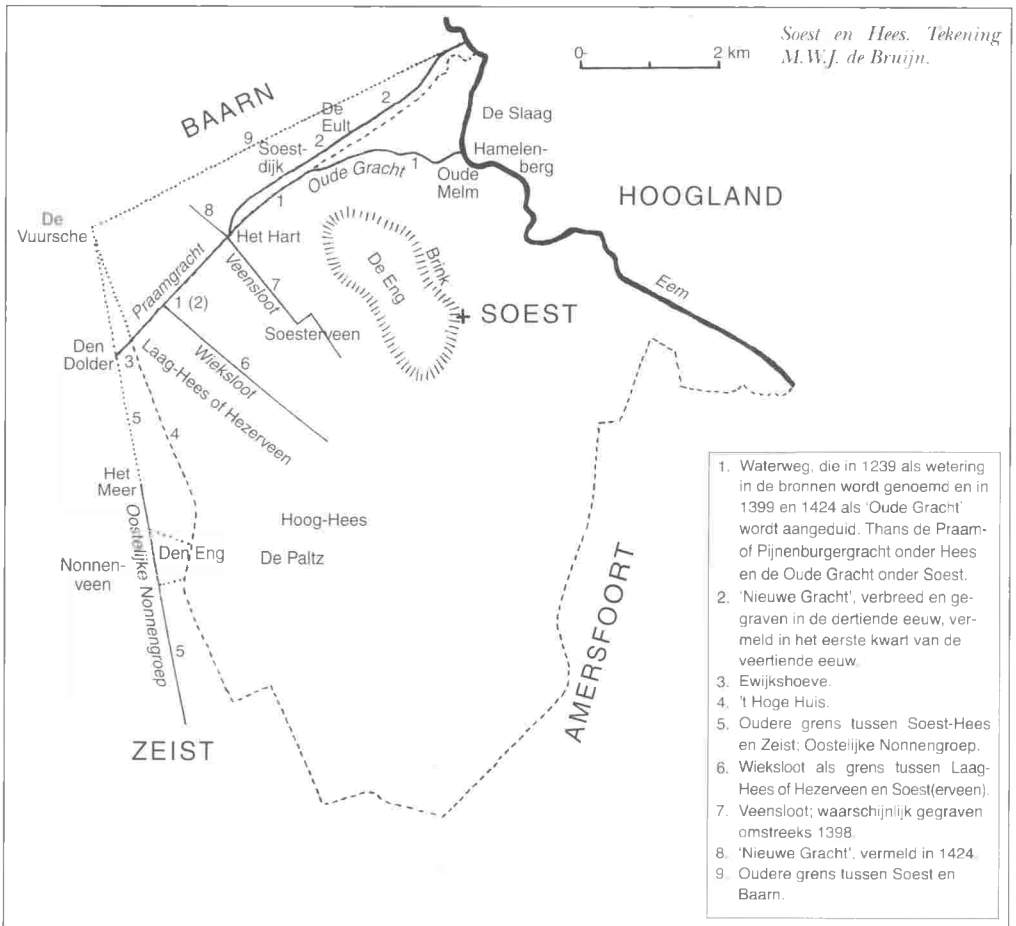 Soest en Hees. Tekening
M.W.J. de Bruijn.
0
2 km
BAARN
2
De
Eult
De Slaag
9
2
Soest-
dijk
Oude Gracht
1
Hamelen-
berg
Oude
Melm
1
HOOGLAND
De
Vuursche
8
Het Hart
Brink
De Eng
Praamgracht
Veensloot
7
Eem
1 (2)
SOEST
Soesterveen
Den
Dolder
3
Laag-Hees of Hezerveen
Wieksloot
6
5
4
Het
Meer
Oostelijke Nonnengroep
Hoog-Hees
Den Eng
De Paltz
Nonnen-
veen
5
AMERSFOORT
ZEIST
1. Waterweg, die in 1239 als wetering
in de bronnen wordt genoemd en in
1399 en 1424 als 'Oude Gracht'
wordt aangeduid. Thans de Praam-
of Pijnenburgergracht onder Hees
en de Oude Gracht onder Soest.
2. 'Nieuwe Gracht', verbreed en ge-
graven in de dertiende eeuw, ver-
meld in het eerste kwart van de
veertiende eeuw.
3. Ewijkshoeve.
4. 't Hoge Huis.
5. Oudere grens tussen Soest-Hees
en Zeist; Oostelijke Nonnengroep.
6. Wieksloot als grens tussen Laag-
Hees of Hezerveen en Soest(erveen).
7. Veensloot; waarschijnlijk gegraven
omstreeks 1398.
8. 'Nieuwe Gracht', vermeld in 1424.
9. Oudere grens tussen Soest en
Baarn.